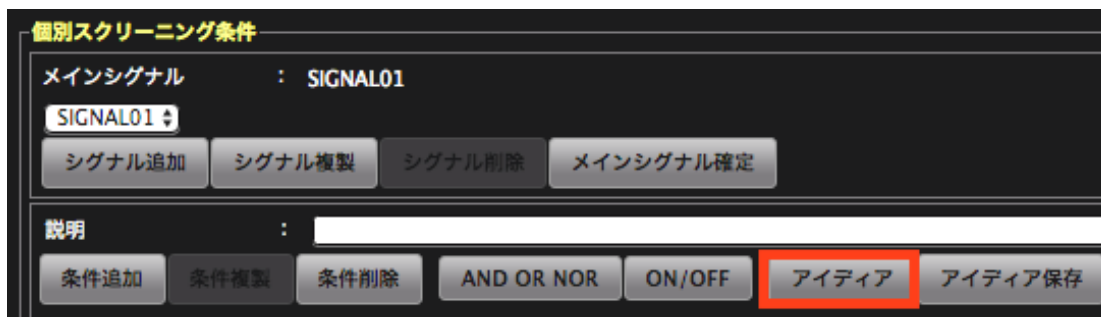 個別スクリーニング条件
メインシグナル : SIGNAL01
SIGNAL01
シグナル追加 シグナル複製 シグナル削除 メインシグナル確定
説明 :
条件追加 条件複製 条件削除 AND OR NOR ON/OFF アイディア アイディア保存